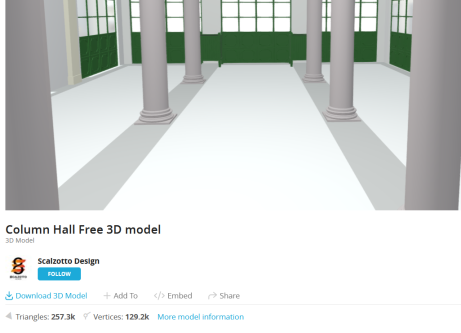 Column Hall Free 3D model
3D Model
Scalzotto Design
FOLLOW
Download 3D Model Add To Embed Share
Triangles: 257.3k Vertices: 129.2k More model information